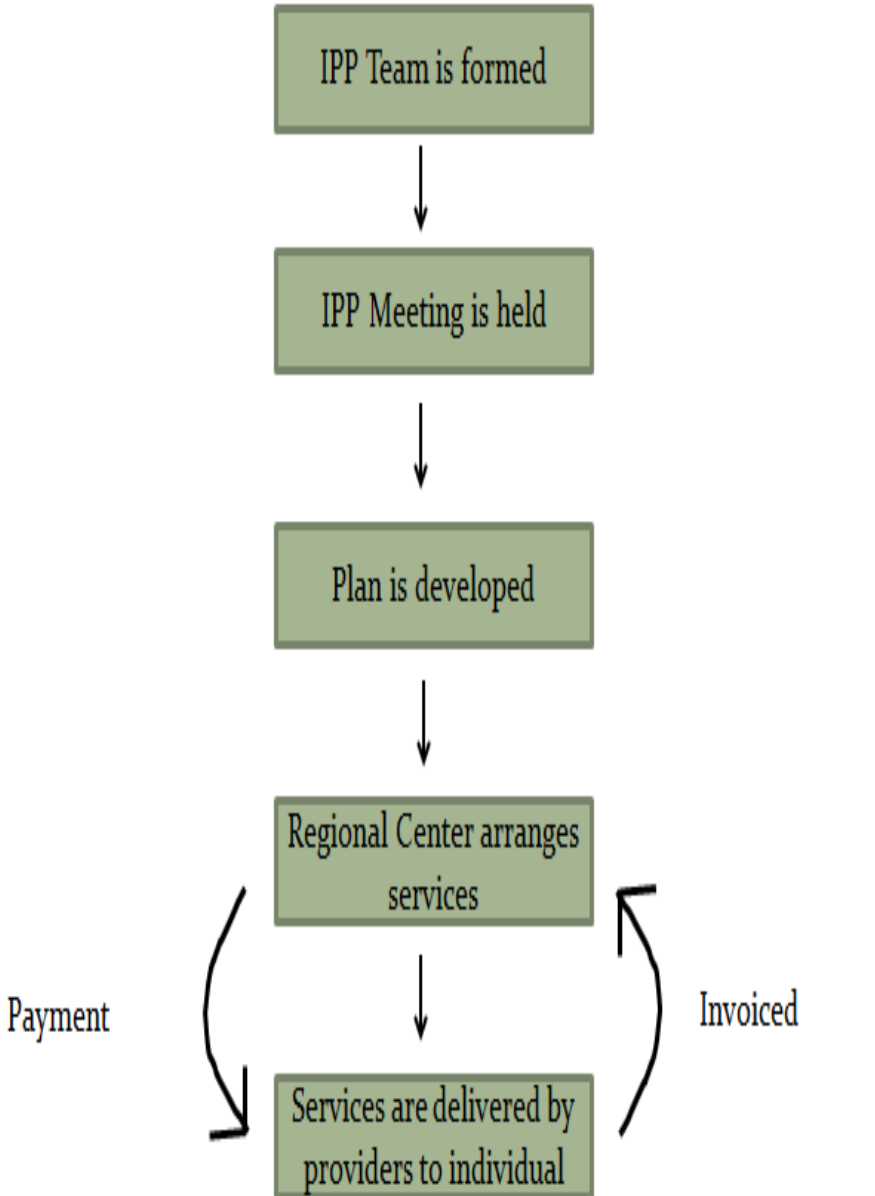 IPP Team is formed
IPP Meeting is held
Plan is developed
Regional Center arranges
services
Payment
Invoiced
Services are delivered by
providers to individual